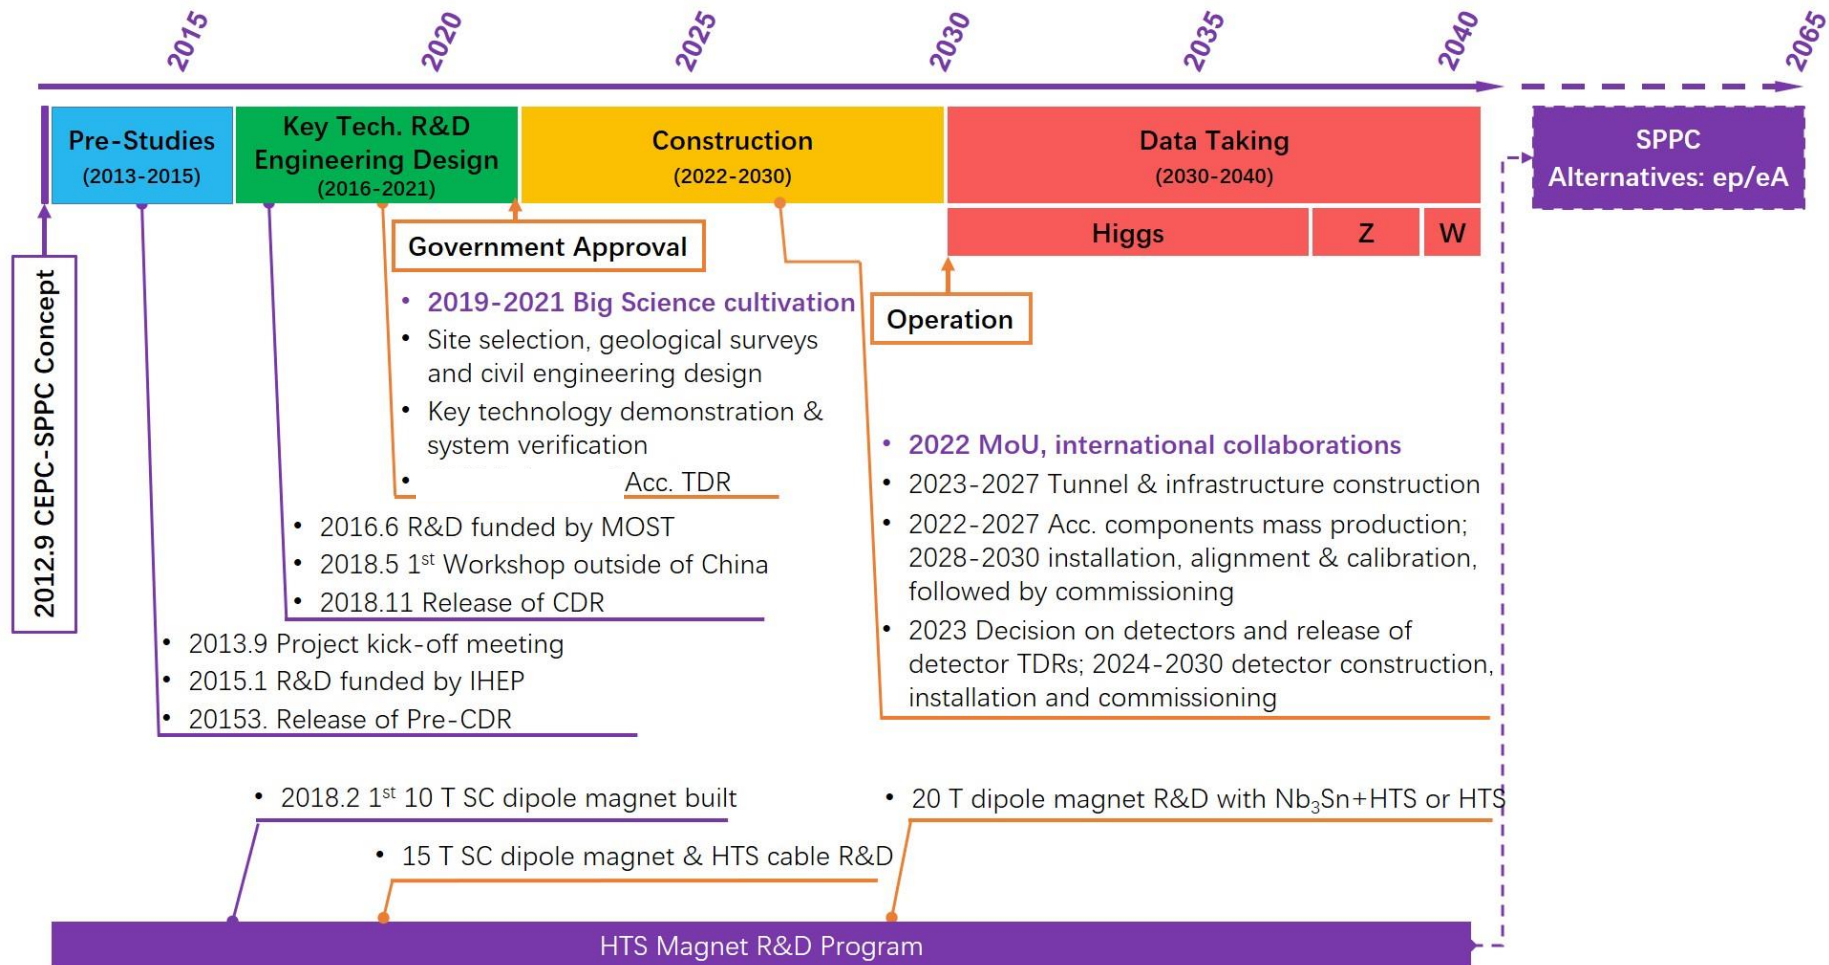 2015
2020
2025
2030
2035
2040
2065
Pre-Studies
(2013-2015)
Key Tech. R&D
Engineering Design
(2016-2021)
Construction
(2022-2030)
Data Taking
(2030-2040)
SPPC
Alternatives: ep/eA
Higgs
Z
W
2012.9 CEPC-SPPC Concept
Government Approval
Operation
• 2019-2021 Big Science cultivation
• Site selection, geological surveys
and civil engineering design
• Key technology demonstration &
system verification
• Acc. TDR
• 2016.6 R&D funded by MOST
• 2018.5 1st Workshop outside of China
• 2018.11 Release of CDR
• 2013.9 Project kick-off meeting
• 2015.1 R&D funded by IHEP
• 20153. Release of Pre-CDR
• 2022 MoU, international collaborations
• 2023-2027 Tunnel & infrastructure construction
• 2022-2027 Acc. components mass production;
2028-2030 installation, alignment & calibration,
followed by commissioning
• 2023 Decision on detectors and release of
detector TDRs; 2024-2030 detector construction,
installation and commissioning
• 2018.2 1st 10 T SC dipole magnet built
• 15 T SC dipole magnet & HTS cable R&D
• 20 T dipole magnet R&D with Nb₃Sn+HTS or HTS
HTS Magnet R&D Program